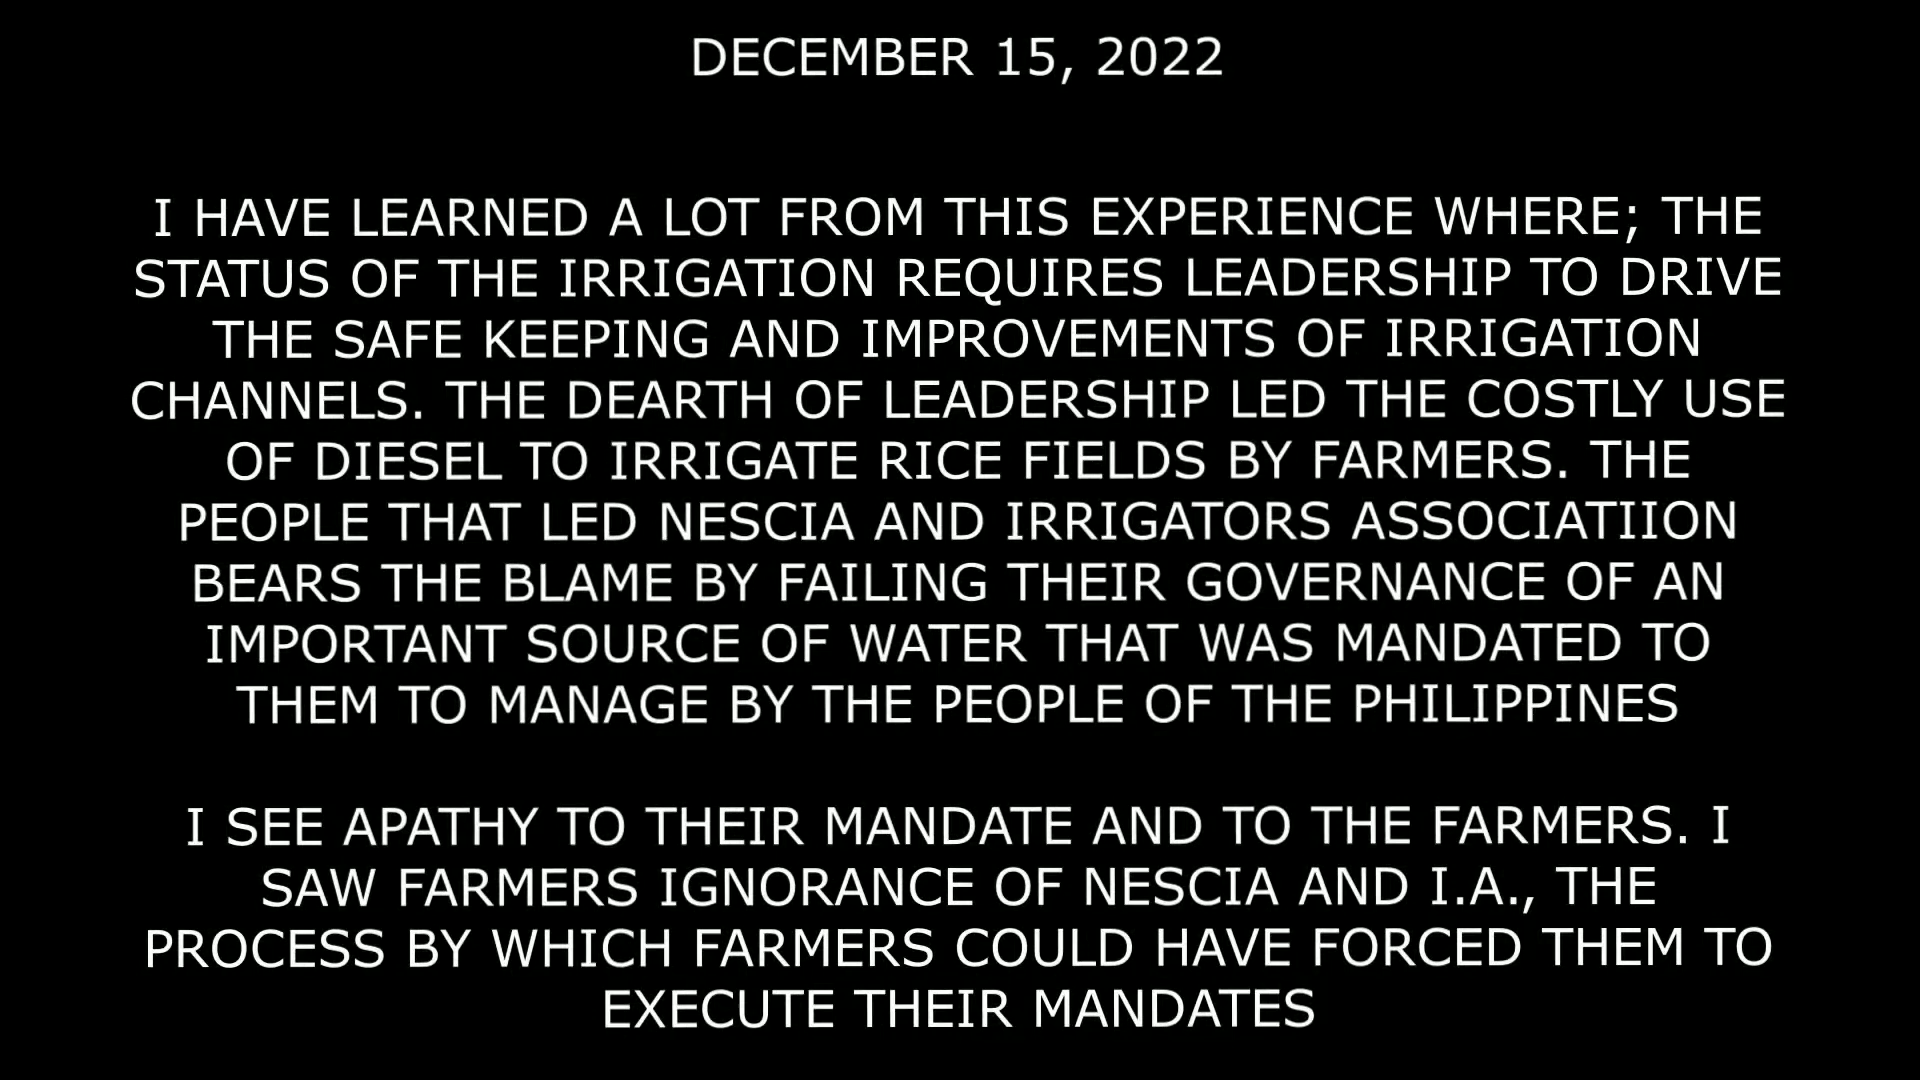 DECEMBER 15, 2022
I HAVE LEARNED A LOT FROM THIS EXPERIENCE WHERE; THE
STATUS OF THE IRRIGATION REQUIRES LEADERSHIP TO DRIVE
THE SAFE KEEPING AND IMPROVEMENTS OF IRRIGATION
CHANNELS. THE DEARTH OF LEADERSHIP LED THE COSTLY USE
OF DIESEL TO IRRIGATE RICE FIELDS BY FARMERS. THE
PEOPLE THAT LED NESCIA AND IRRIGATORS ASSOCIATIION
BEARS THE BLAME BY FAILING THEIR GOVERNANCE OF AN
IMPORTANT SOURCE OF WATER THAT WAS MANDATED TO
THEM TO MANAGE BY THE PEOPLE OF THE PHILIPPINES
I SEE APATHY TO THEIR MANDATE AND TO THE FARMERS. I
SAW FARMERS IGNORANCE OF NESCIA AND I.A., THE
PROCESS BY WHICH FARMERS COULD HAVE FORCED THEM TO
EXECUTE THEIR MANDATES